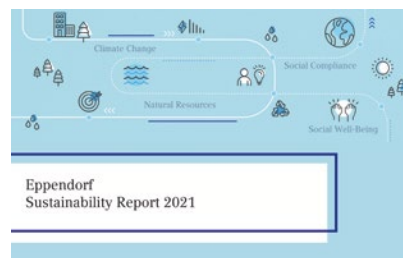 Climate Change
Social Compliance
Natural Resources
Social Well-Being
Eppendorf
Sustainability Report 2021